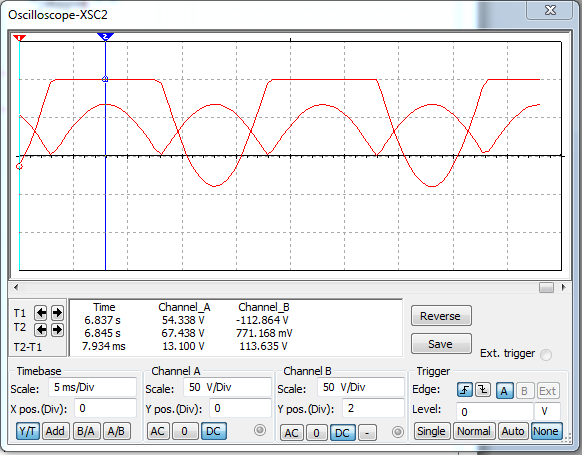 Oscilloscope-XSC2
1 2
T1
T2
T2-T1
Time Channel_A Channel_B
6.837 s 54.338 V -112.864 V
6.845 s 67.438 V 771.168 mV
7.934 ms 13.100 V 113.635 V
Reverse
Save
Ext. trigger
Timebase
Scale: 5 ms/Div
X pos.(Div): 0
Y/T Add B/A A/B
Channel A
Scale: 50 V/Div
Y pos.(Div): 0
AC 0 DC
Channel B
Scale: 50 V/Div
Y pos.(Div): 2
AC 0 DC -
Trigger
Edge: A B Ext
Level: 0 V
Single Normal Auto None